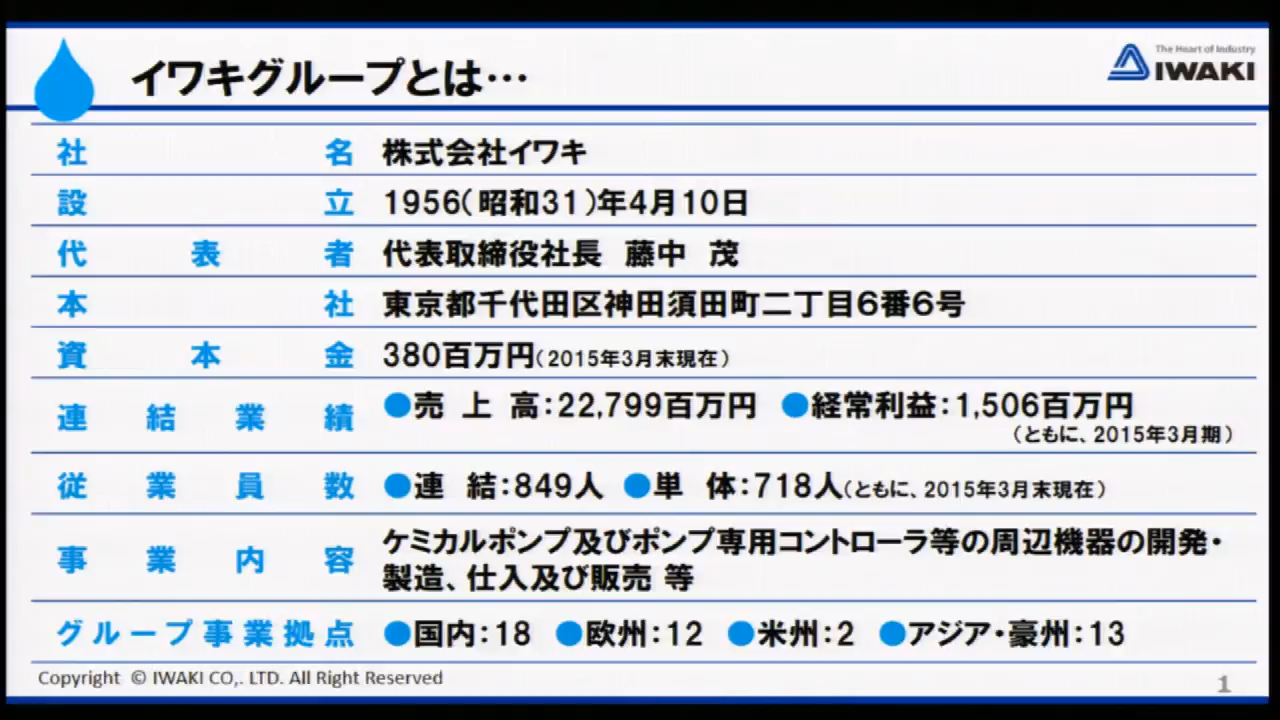 イワキグループとは…
The Heart of Industry
IWAKI
社名 株式会社イワキ
設立 1956(昭和31)年4月10日
代表者 代表取締役社長 藤中 茂
本社 東京都千代田区神田須田町二丁目6番6号
資本金 380百万円(2015年3月末現在)
連結業績 ●売上高:22,799百万円 ●経常利益:1,506百万円
(ともに、2015年3月期)
従業員数 ●連結:849人 ●単体:718人(ともに、2015年3月末現在)
事業内容 ケミカルポンプ及びポンプ専用コントローラ等の周辺機器の開発・
製造、仕入及び販売 等
グループ事業拠点 ●国内:18 ●欧州:12 ●米州:2 ●アジア・豪州:13
Copyright © IWAKI CO,. LTD. All Right Reserved
1